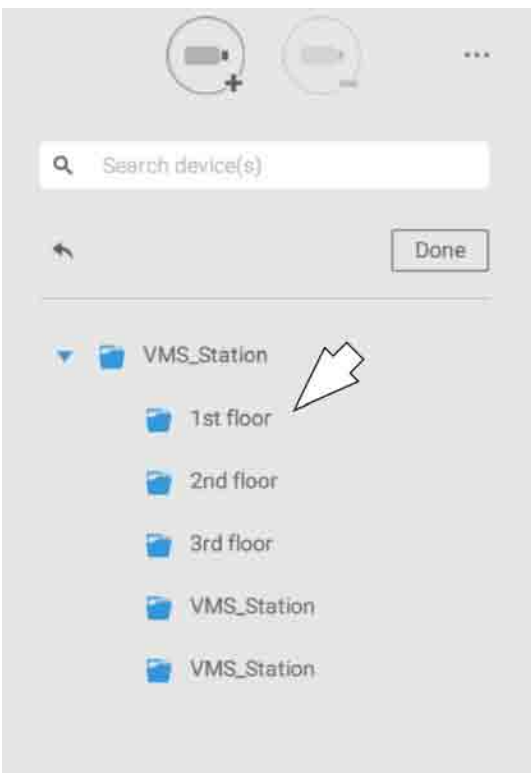 Search device(s)
Done
VMS_Station
1st floor
2nd floor
3rd floor
VMS_Station
VMS_Station